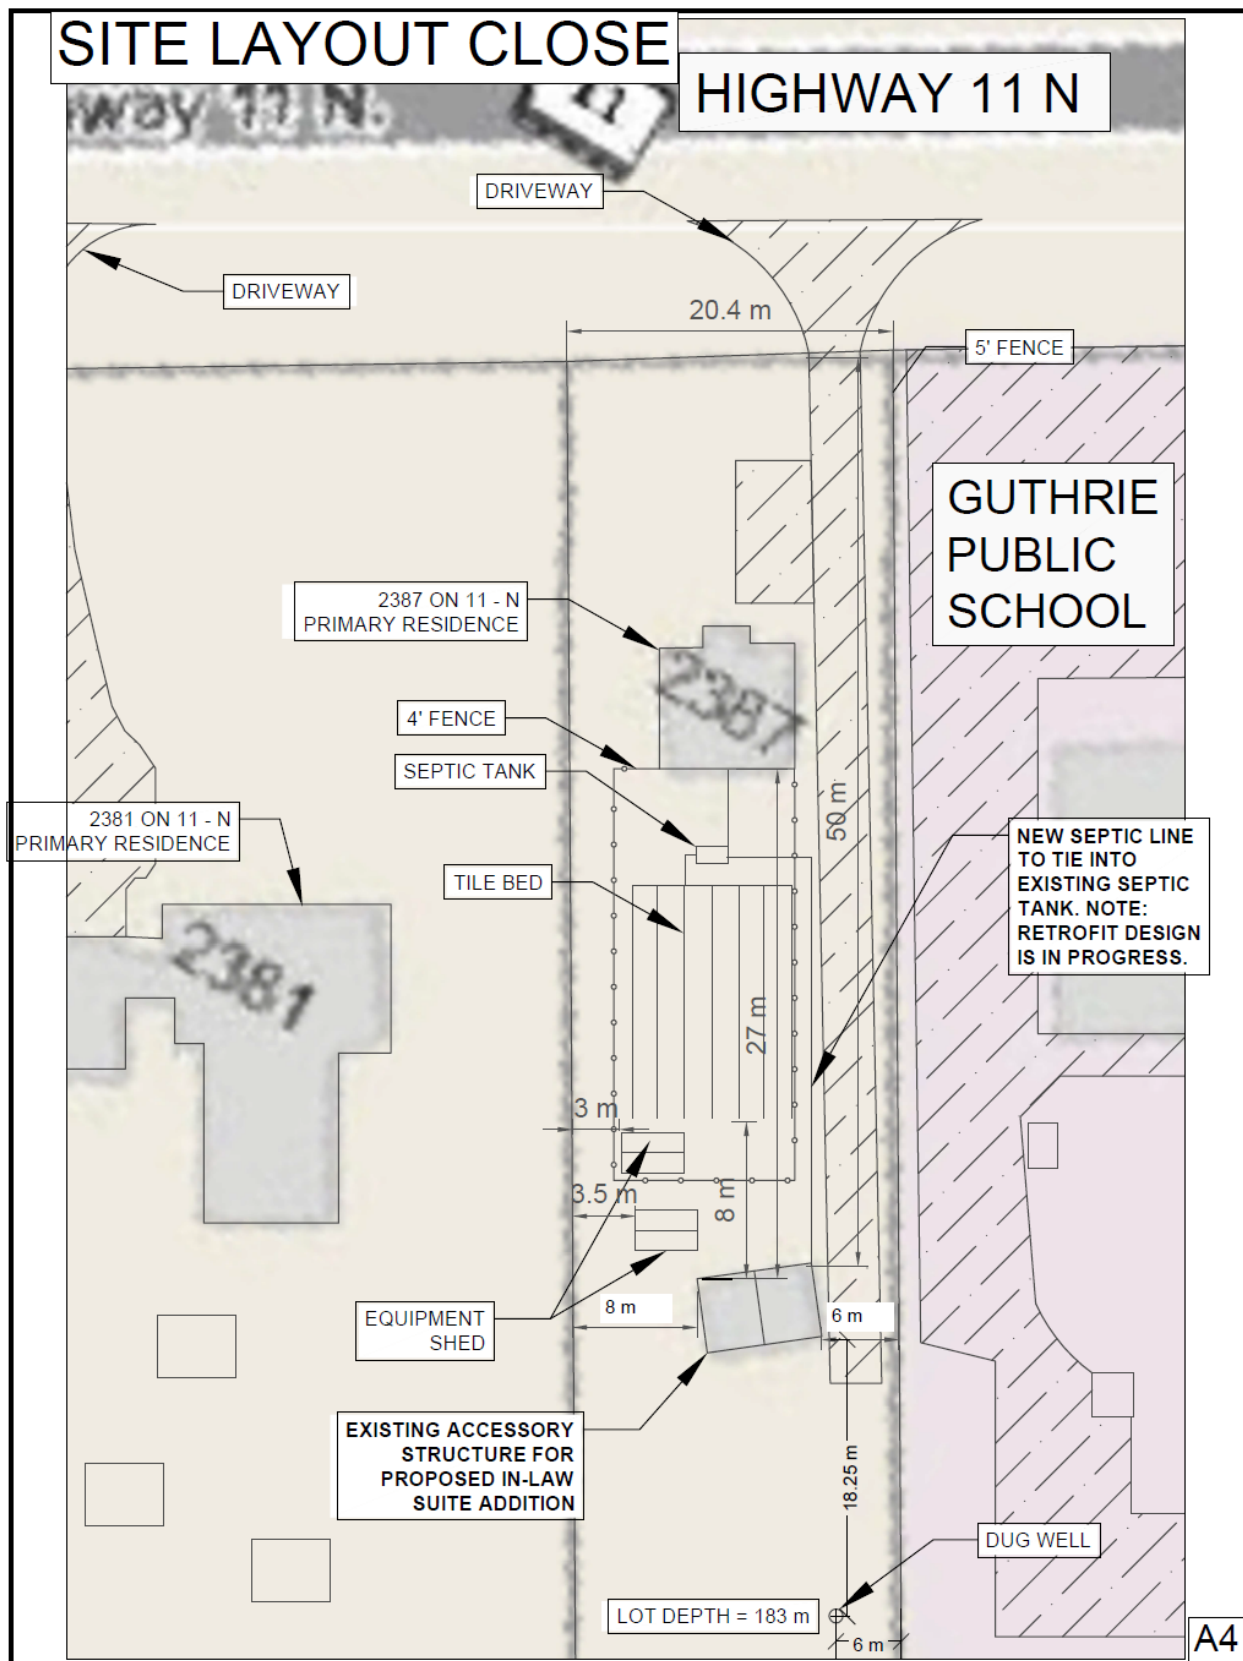 SITE LAYOUT CLOSE
HIGHWAY 11 N
way 11 N.
11
DRIVEWAY
DRIVEWAY
20.4 m
5' FENCE
GUTHRIE
PUBLIC
SCHOOL
2387 ON 11 - N
PRIMARY RESIDENCE
2387
4' FENCE
SEPTIC TANK
50 m
2381 ON 11 - N
PRIMARY RESIDENCE
NEW SEPTIC LINE
TO TIE INTO
EXISTING SEPTIC
TANK. NOTE:
RETROFIT DESIGN
IS IN PROGRESS.
TILE BED
2381
27 m
3 m
3.5 m
8 m
EQUIPMENT
SHED
8 m
6 m
EXISTING ACCESSORY
STRUCTURE FOR
PROPOSED IN-LAW
SUITE ADDITION
18.25 m
DUG WELL
LOT DEPTH = 183 m
6 m
A4